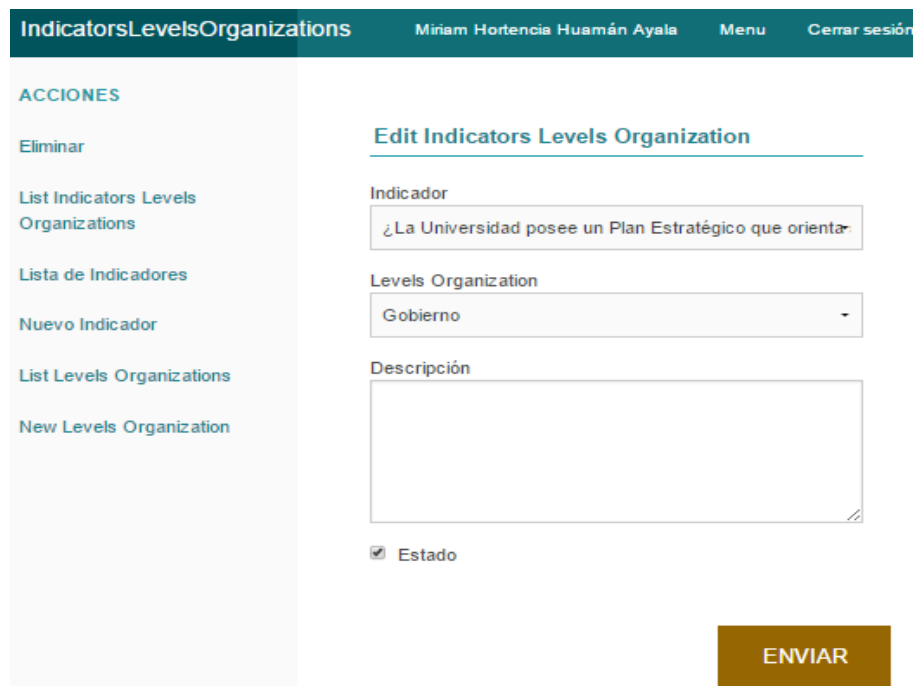 IndicatorsLevelsOrganizations Miriam Hortencia Huamán Ayala Menu Cerrar sesión
ACCIONES
Eliminar
List Indicators Levels
Organizations
Lista de Indicadores
Nuevo Indicador
List Levels Organizations
New Levels Organization
Edit Indicators Levels Organization
Indicador
¿La Universidad posee un Plan Estratégico que orienta
Levels Organization
Gobierno
Descripción
Estado
ENVIAR